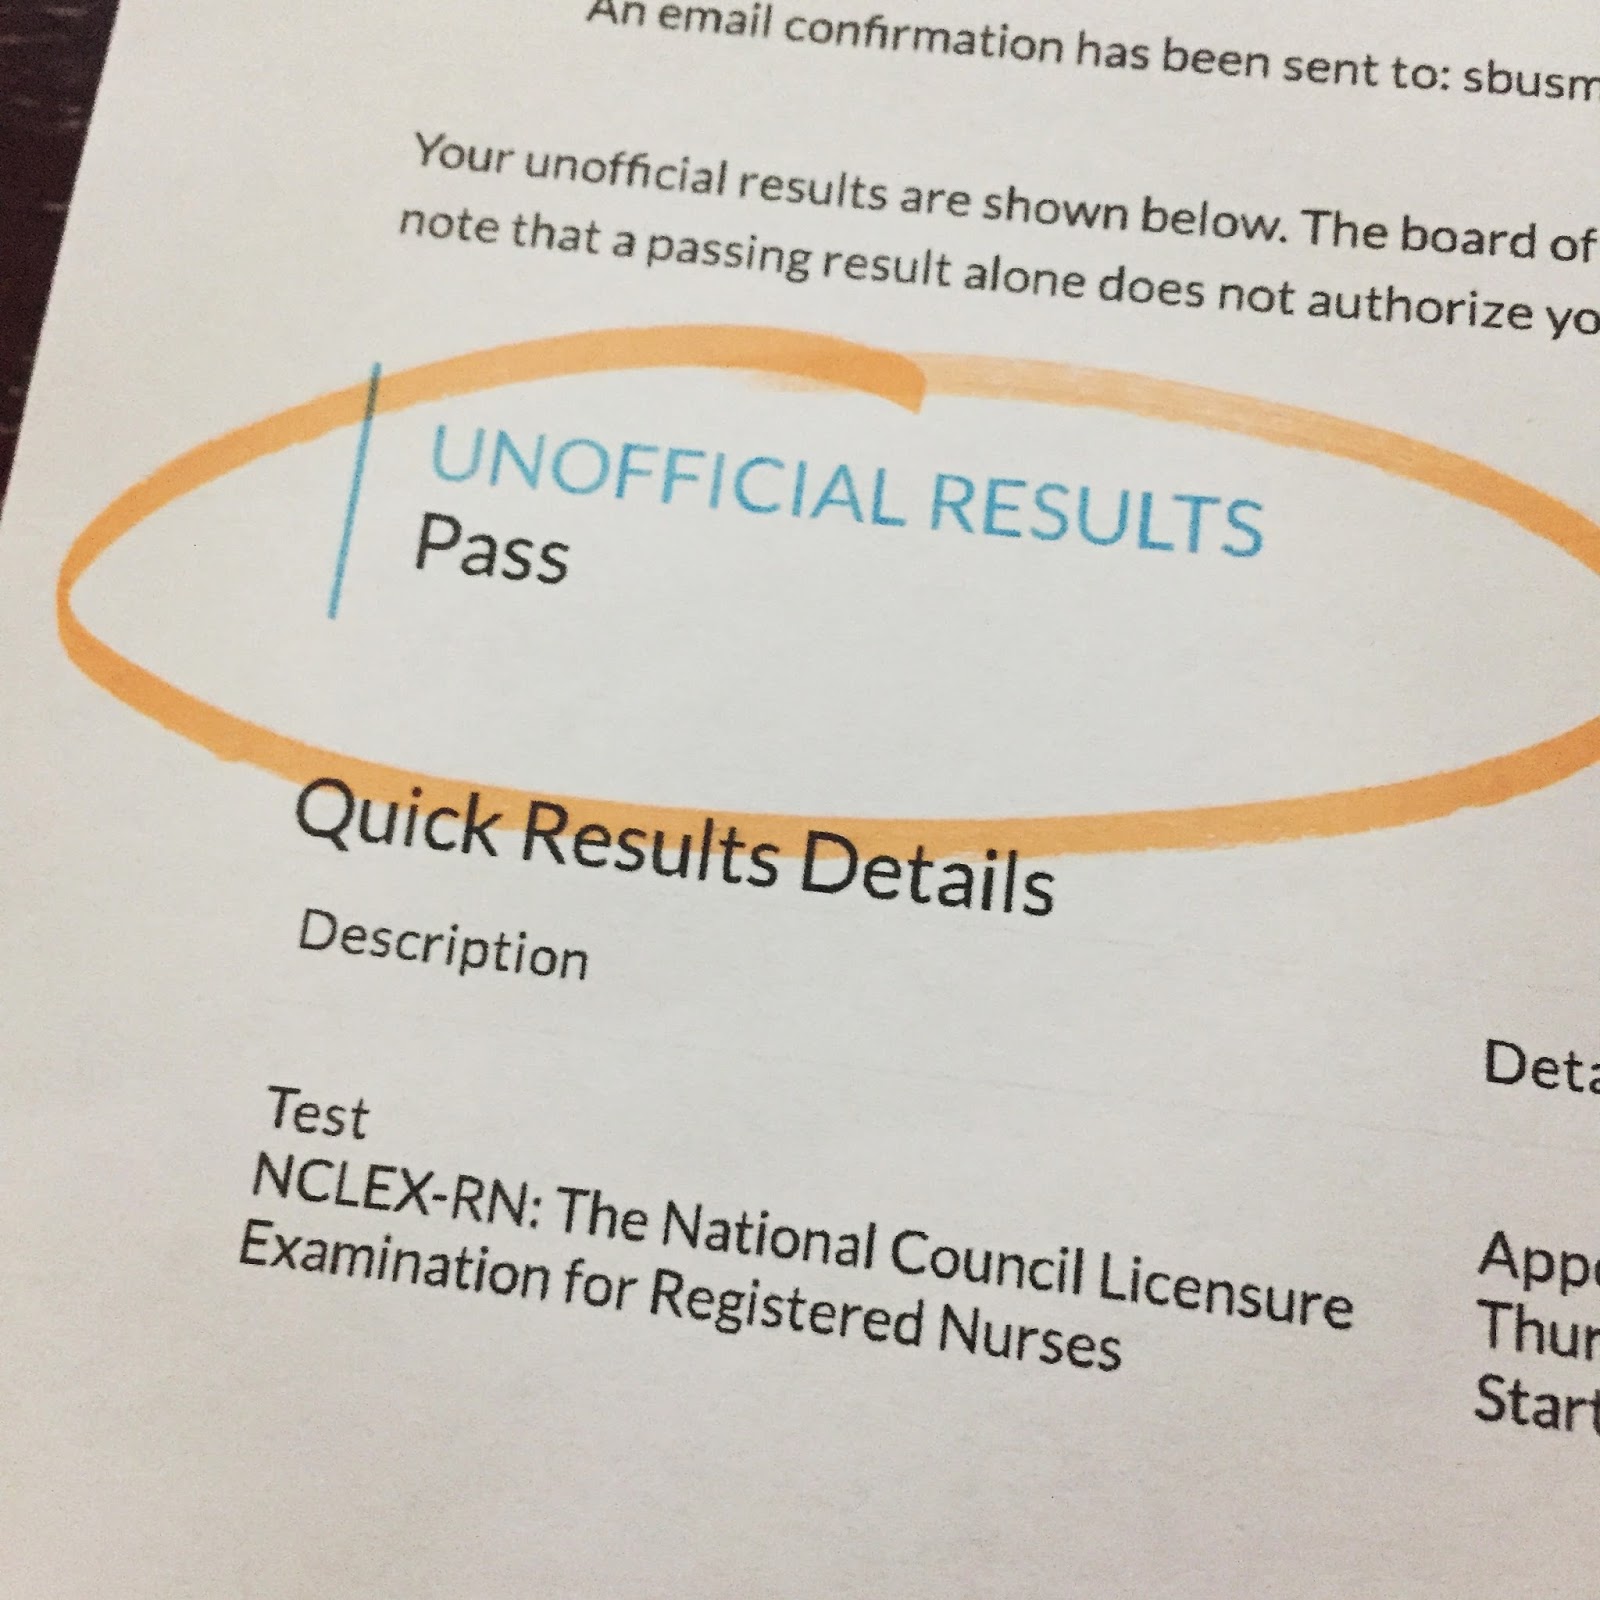 An email confirmation has been sent to: sbusm
Your unofficial results are shown below. The board of
note that a passing result alone does not authorize yo
UNOFFICIAL RESULTS
Pass
Quick Results Details
Description
Deta
Test
NCLEX-RN: The National Council Licensure
Examination for Registered Nurses
Appo
Thur
Start